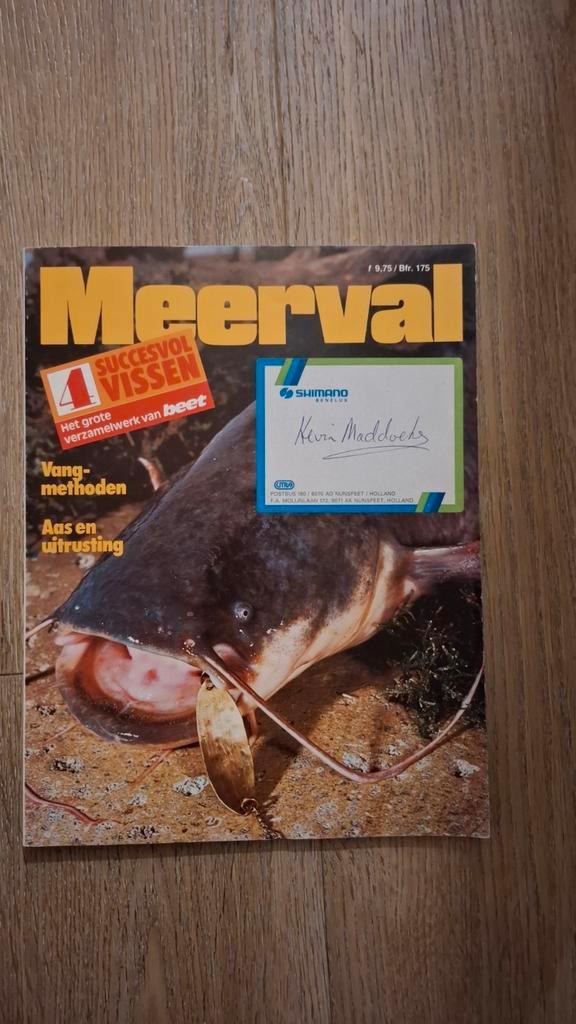 Meerval
f 9,75 / Bfr. 175
4
SUCCESVOL
VISSEN
Het grote
verzamelwerk van beet
Vang-
methoden
Aas en
uitrusting
SHIMANO
BENELUX
Kevin Maddocks
POSTBUS 160 / 8070 AD NUNSPEET / HOLLAND
F.A. MOLIJNLAAN 172, 8071 AK NUNSPEET, HOLLAND